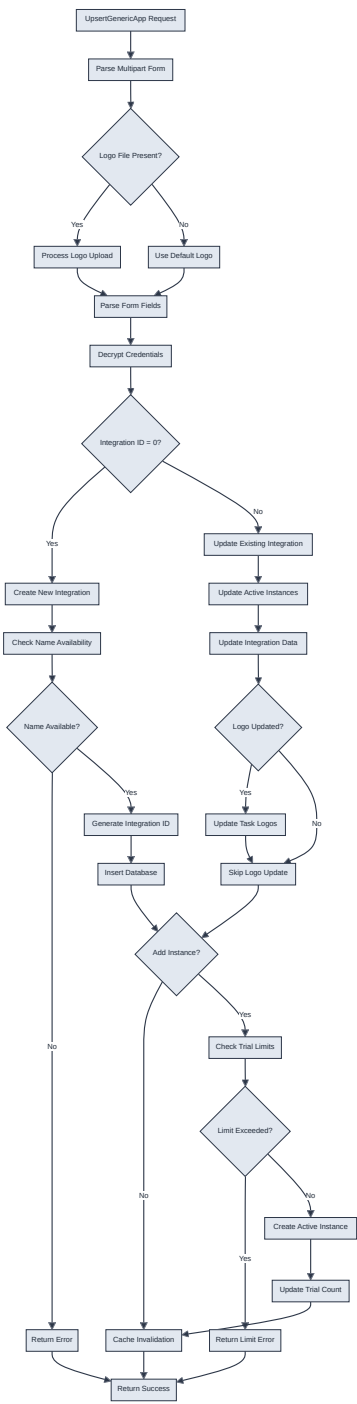 UpsertGenericApp Request
Parse Multipart Form
Logo File Present?
Yes
No
Process Logo Upload
Use Default Logo
Parse Form Fields
Decrypt Credentials
Integration ID = 0?
No
Yes
Update Existing Integration
Create New Integration
Update Active Instances
Check Name Availability
Update Integration Data
Name Available?
Logo Updated?
Yes
Yes
No
Generate Integration ID
Update Task Logos
Insert Database
Skip Logo Update
Add Instance?
Yes
No
Check Trial Limits
Limit Exceeded?
No
No
Create Active Instance
Yes
Update Trial Count
Return Error
Cache Invalidation
Return Limit Error
Return Success